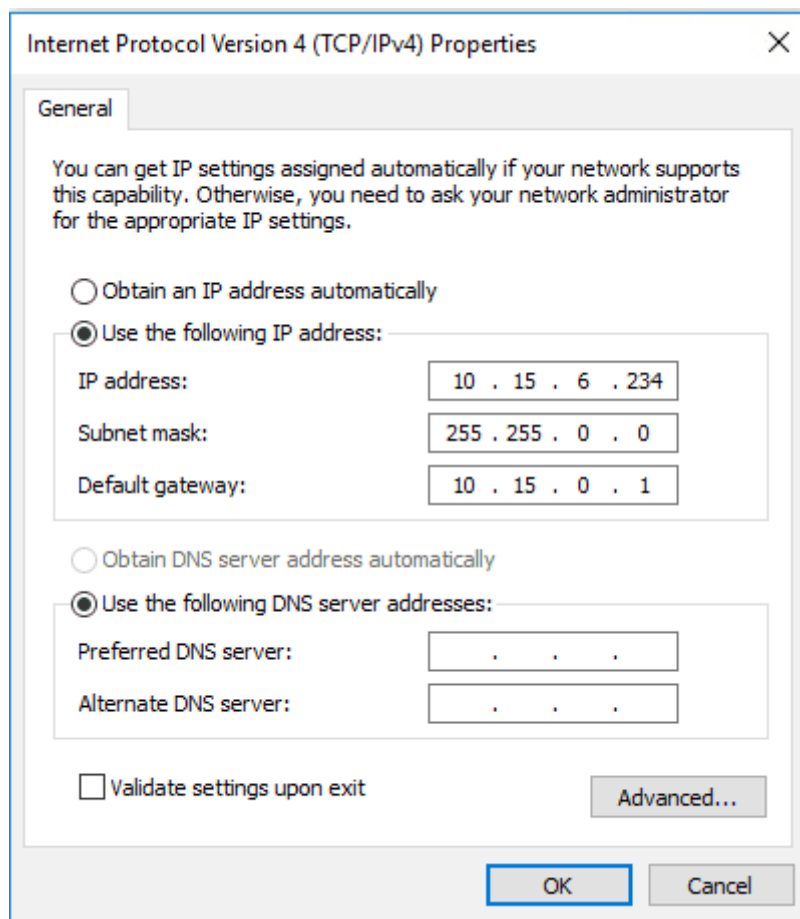 Internet Protocol Version 4 (TCP/IPv4) Properties
General
You can get IP settings assigned automatically if your network supports
this capability. Otherwise, you need to ask your network administrator
for the appropriate IP settings.
Obtain an IP address automatically
Use the following IP address:
IP address: 10 . 15 . 6 . 234
Subnet mask: 255 . 255 . 0 . 0
Default gateway: 10 . 15 . 0 . 1
Obtain DNS server address automatically
Use the following DNS server addresses:
Preferred DNS server: . . .
Alternate DNS server: . . .
Validate settings upon exit
Advanced...
OK Cancel